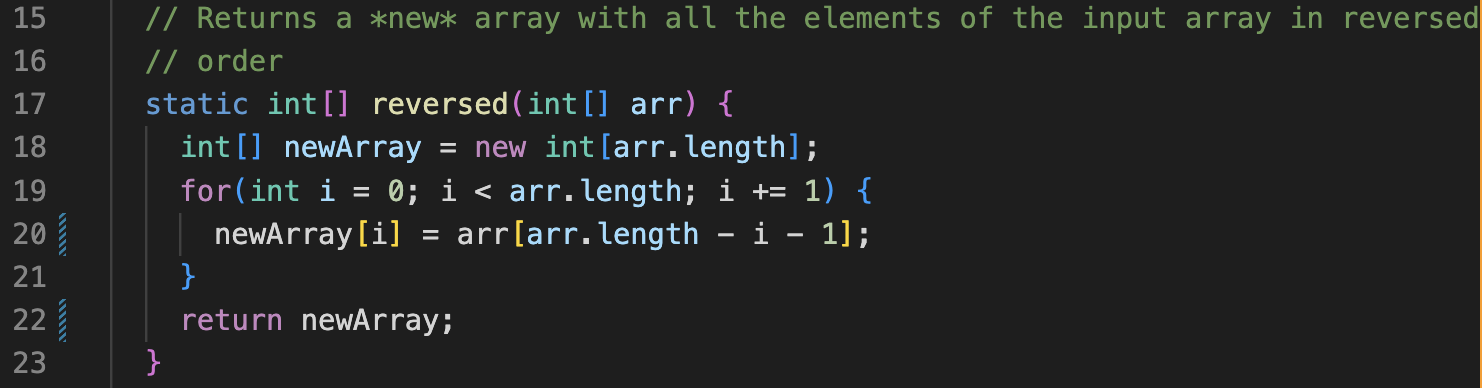 15 // Returns a *new* array with all the elements of the input array in reversed
16 // order
17 static int[] reversed(int[] arr) {
18 int[] newArray = new int[arr.length];
19 for(int i = 0; i < arr.length; i += 1) {
20 newArray[i] = arr[arr.length - i - 1];
21 }
22 return newArray;
23 }